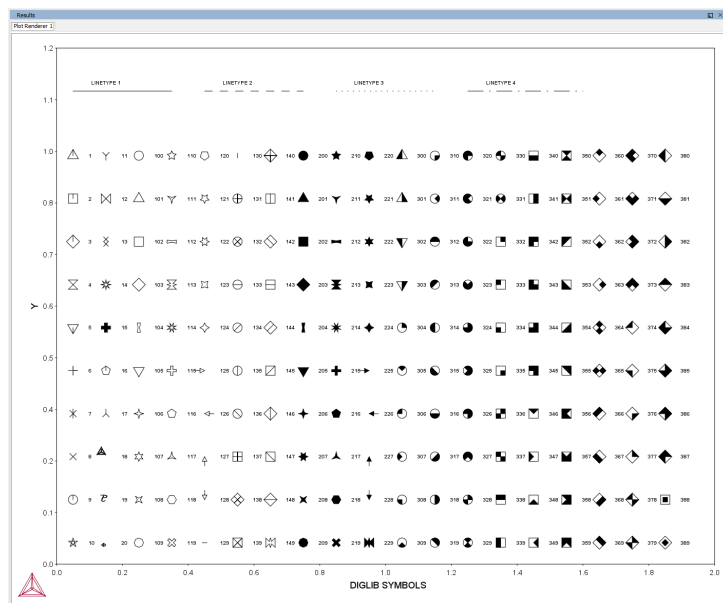 Results
Plot Renderer 1
1.2
LINETYPE 1 LINETYPE 2 LINETYPE 3 LINETYPE 4
1.1
1.0 1 11 100 110 120 130 140 200 210 220 300 310 320 330 340 350 360 370 380
0.8 2 12 101 111 121 131 141 201 211 221 301 311 321 331 341 351 361 371 381
3 13 102 112 122 132 142 202 212 222 302 312 322 332 342 352 362 372 382
0.7
4 14 103 113 123 133 143 203 213 223 303 313 323 333 343 353 363 373 383
0.6
Y
5 15 104 114 124 134 144 204 214 224 304 314 324 334 344 354 364 374 384
0.5
6 16 105 115 125 135 145 205 215 225 305 315 325 335 345 355 365 375 385
0.4 7 17 106 116 126 136 146 206 216 226 306 316 326 336 346 356 366 376 386
0.2 8 18 107 117 127 137 147 207 217 227 307 317 327 337 347 357 367 377 387
9 19 108 118 128 138 148 208 218 228 308 318 328 338 348 358 368 378 388
0.1
10 20 109 119 129 139 149 209 219 229 309 319 329 339 349 359 369 379 389
0.0
0.0 0.2 0.4 0.6 0.8 1.0 1.2 1.4 1.6 1.8 2.0
DIGLIB SYMBOLS